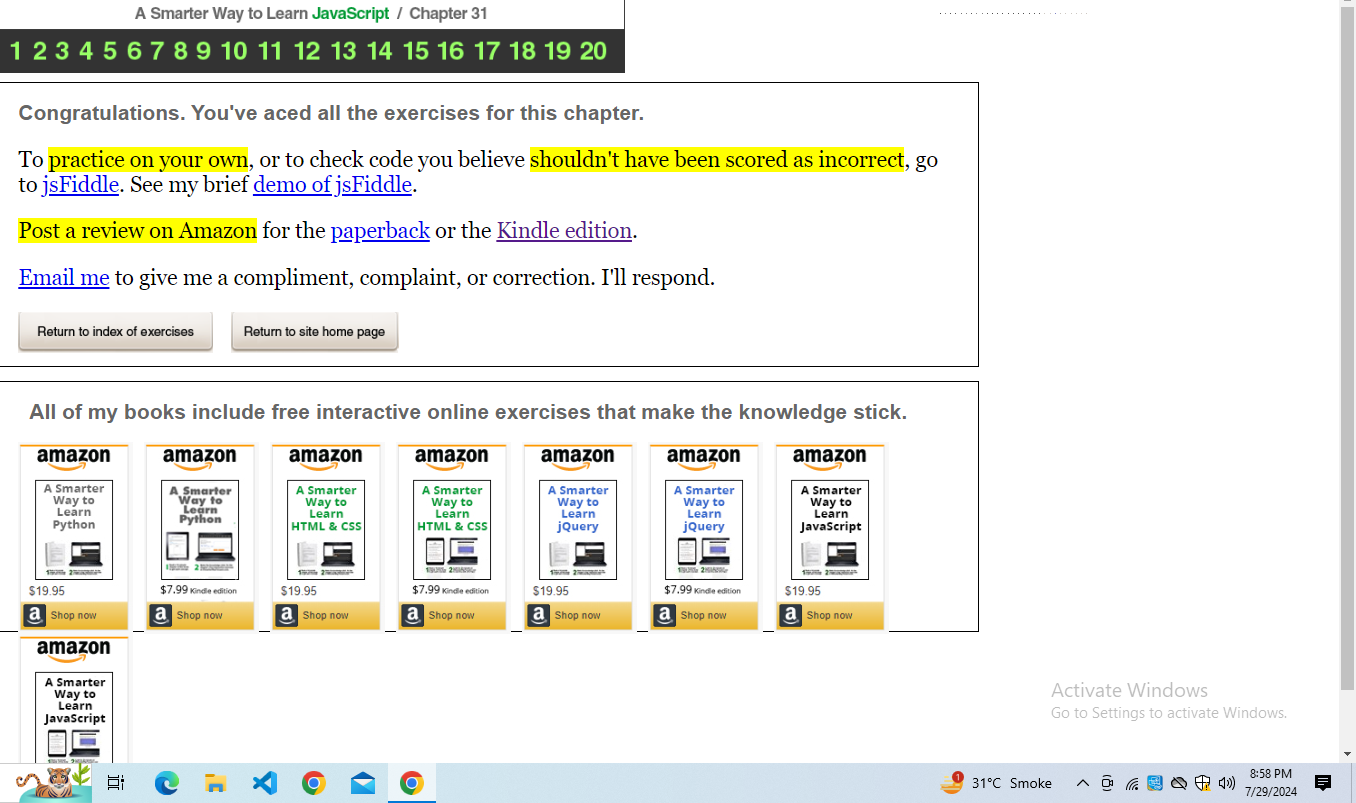 A Smarter Way to Learn JavaScript / Chapter 31
1 2 3 4 5 6 7 8 9 10 11 12 13 14 15 16 17 18 19 20
Congratulations. You've aced all the exercises for this chapter.
To practice on your own, or to check code you believe shouldn't have been scored as incorrect, go
to jsFiddle. See my brief demo of jsFiddle.
Post a review on Amazon for the paperback or the Kindle edition.
Email me to give me a compliment, complaint, or correction. I'll respond.
Return to index of exercises Return to site home page
All of my books include free interactive online exercises that make the knowledge stick.
amazon amazon amazon amazon amazon amazon amazon
A Smarter A Smarter A Smarter A Smarter A Smarter A Smarter A Smarter
Way to Way to Way to Way to Way to Way to Way to
Learn Learn Learn Learn Learn Learn Learn
Python Python HTML & CSS HTML & CSS jQuery jQuery JavaScript
$19.95 $7.99 Kindle edition $19.95 $7.99 Kindle edition $19.95 $7.99 Kindle edition $19.95
a Shop now a Shop now a Shop now a Shop now a Shop now a Shop now a Shop now
amazon
A Smarter
Way to
Learn
JavaScript
Activate Windows
Go to Settings to activate Windows.
1 31°C Smoke 8:58 PM
7/29/2024